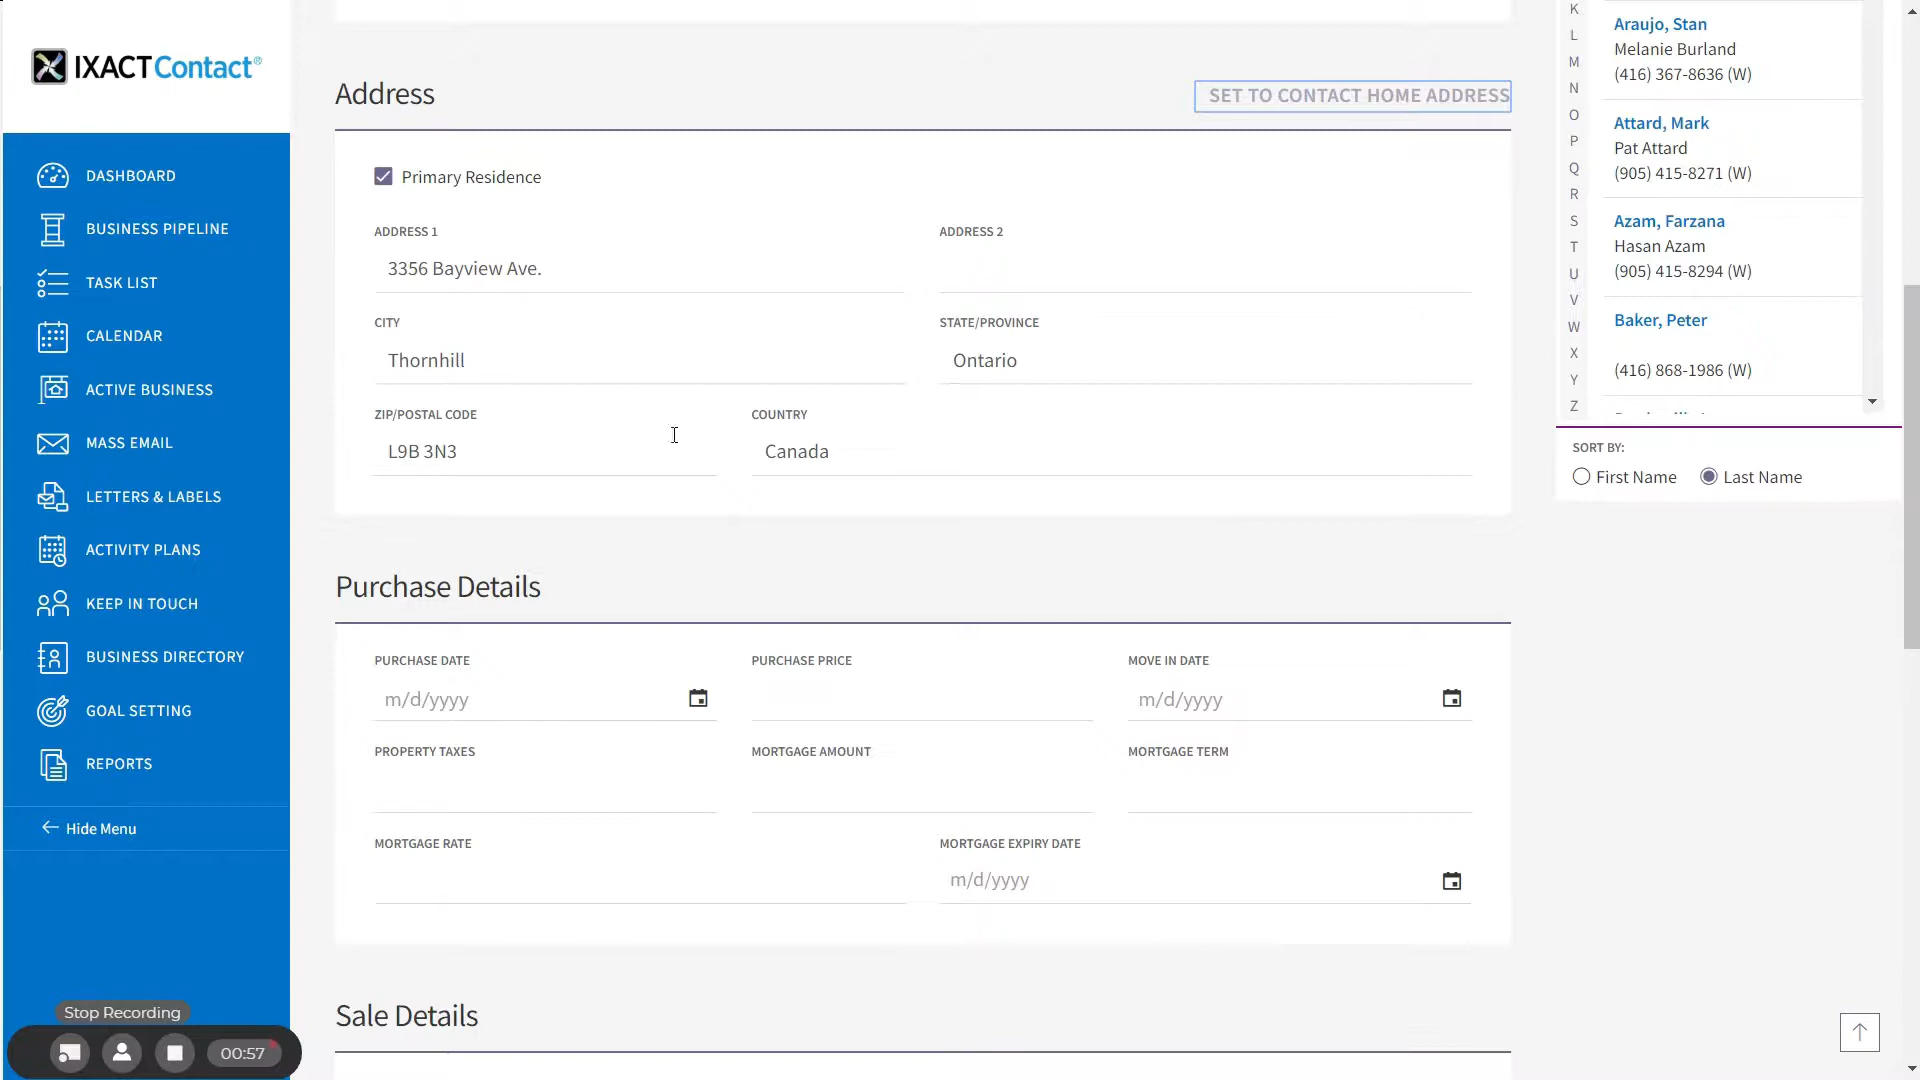 IXACTContact®
DASHBOARD
BUSINESS PIPELINE
TASK LIST
CALENDAR
ACTIVE BUSINESS
MASS EMAIL
LETTERS & LABELS
ACTIVITY PLANS
KEEP IN TOUCH
BUSINESS DIRECTORY
GOAL SETTING
REPORTS
Hide Menu
Stop Recording
00:57
Address
SET TO CONTACT HOME ADDRESS
Primary Residence
ADDRESS 1
ADDRESS 2
3356 Bayview Ave.
CITY
STATE/PROVINCE
Thornhill
Ontario
ZIP/POSTAL CODE
COUNTRY
L9B 3N3
Canada
Purchase Details
PURCHASE DATE
PURCHASE PRICE
MOVE IN DATE
m/d/yyyy
m/d/yyyy
PROPERTY TAXES
MORTGAGE AMOUNT
MORTGAGE TERM
MORTGAGE RATE
MORTGAGE EXPIRY DATE
m/d/yyyy
Sale Details
K
L
M
N
O
P
Q
R
S
T
U
V
W
X
Y
Z
Araujo, Stan
Melanie Burland
(416) 367-8636 (W)
Attard, Mark
Pat Attard
(905) 415-8271 (W)
Azam, Farzana
Hasan Azam
(905) 415-8294 (W)
Baker, Peter
(416) 868-1986 (W)
SORT BY:
First Name
Last Name